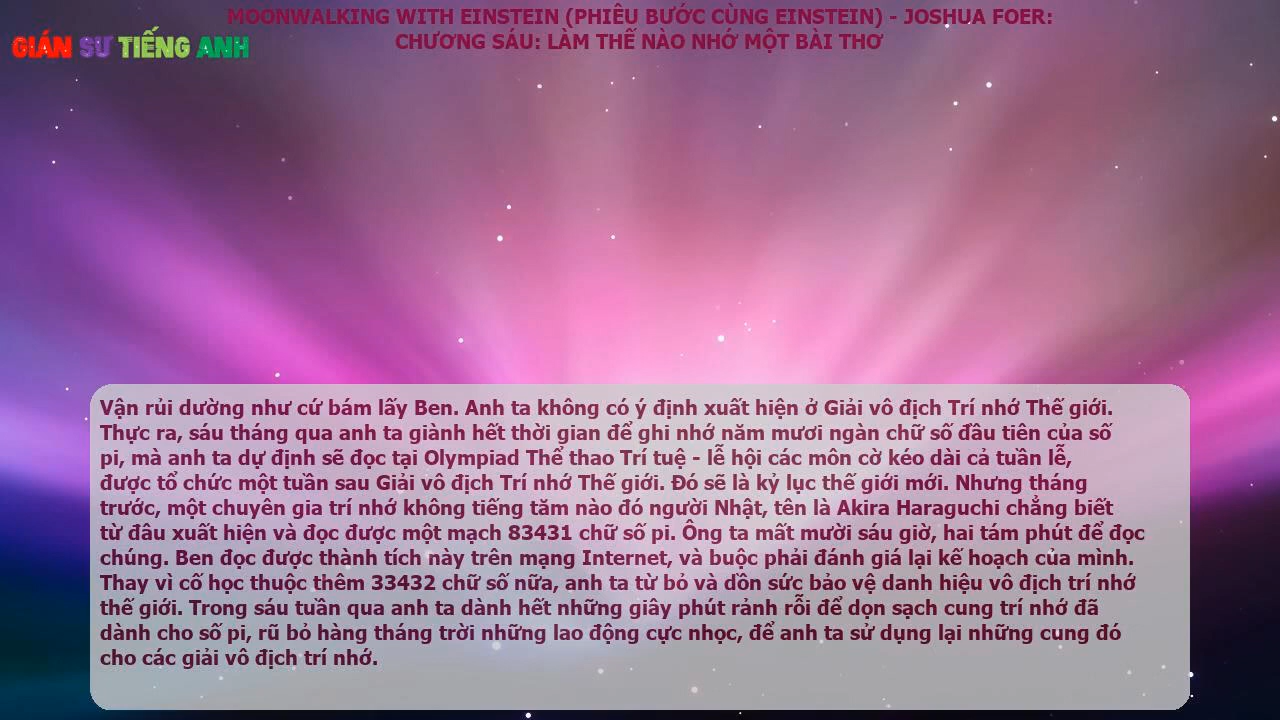 MOONWALKING WITH EINSTEIN (PHIÊU BƯỚC CÙNG EINSTEIN) - JOSHUA FOER:
CHƯƠNG SÁU: LÀM THẾ NÀO NHỚ MỘT BÀI THƠ
GIÁN SƯ TIẾNG ANH
Vận rủi dường như cứ bám lấy Ben. Anh ta không có ý định xuất hiện ở Giải vô địch Trí nhớ Thế giới.
Thực ra, sáu tháng qua anh ta giành hết thời gian để ghi nhớ năm mươi ngàn chữ số đầu tiên của số
pi, mà anh ta dự định sẽ đọc tại Olympiad Thể thao Trí tuệ - lễ hội các môn cờ kéo dài cả tuần lễ,
được tổ chức một tuần sau Giải vô địch Trí nhớ Thế giới. Đó sẽ là kỷ lục thế giới mới. Nhưng tháng
trước, một chuyên gia trí nhớ không tiếng tăm nào đó người Nhật, tên là Akira Haraguchi chẳng biết
từ đâu xuất hiện và đọc được một mạch 83431 chữ số pi. Ông ta mất mười sáu giờ, hai tám phút để đọc
chúng. Ben đọc được thành tích này trên mạng Internet, và buộc phải đánh giá lại kế hoạch của mình.
Thay vì cố học thuộc thêm 33432 chữ số nữa, anh ta từ bỏ và dồn sức bảo vệ danh hiệu vô địch trí nhớ
thế giới. Trong sáu tuần qua anh ta dành hết những giây phút rảnh rỗi để dọn sạch cung trí nhớ đã
dành cho số pi, rũ bỏ hàng tháng trời những lao động cực nhọc, để anh ta sử dụng lại những cung đó
cho các giải vô địch trí nhớ.